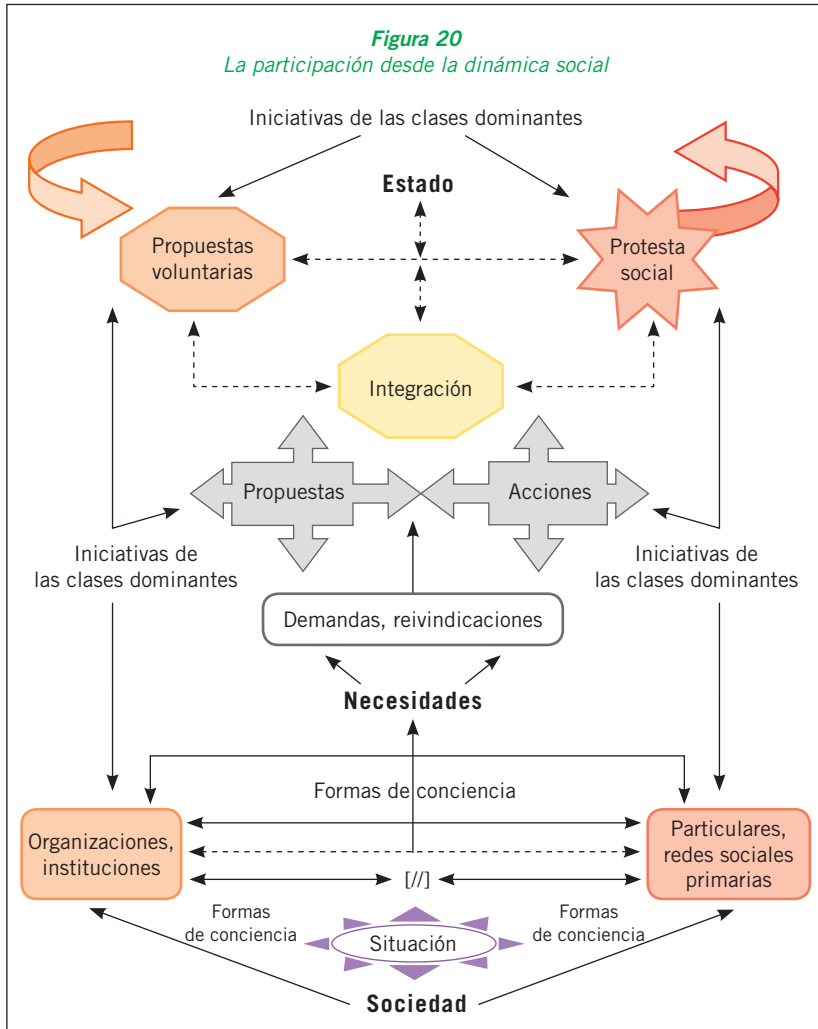 Figura 20
La participación desde la dinámica social
Iniciativas de las clases dominantes
Estado
Propuestas
voluntarias
Protesta
social
Integración
Propuestas
Acciones
Iniciativas de
las clases dominantes
Iniciativas de
las clases dominantes
Demandas, reivindicaciones
Necesidades
Formas de conciencia
Organizaciones,
instituciones
Particulares,
redes sociales
primarias
[//]
Formas
de conciencia
Formas
de conciencia
Situación
Sociedad